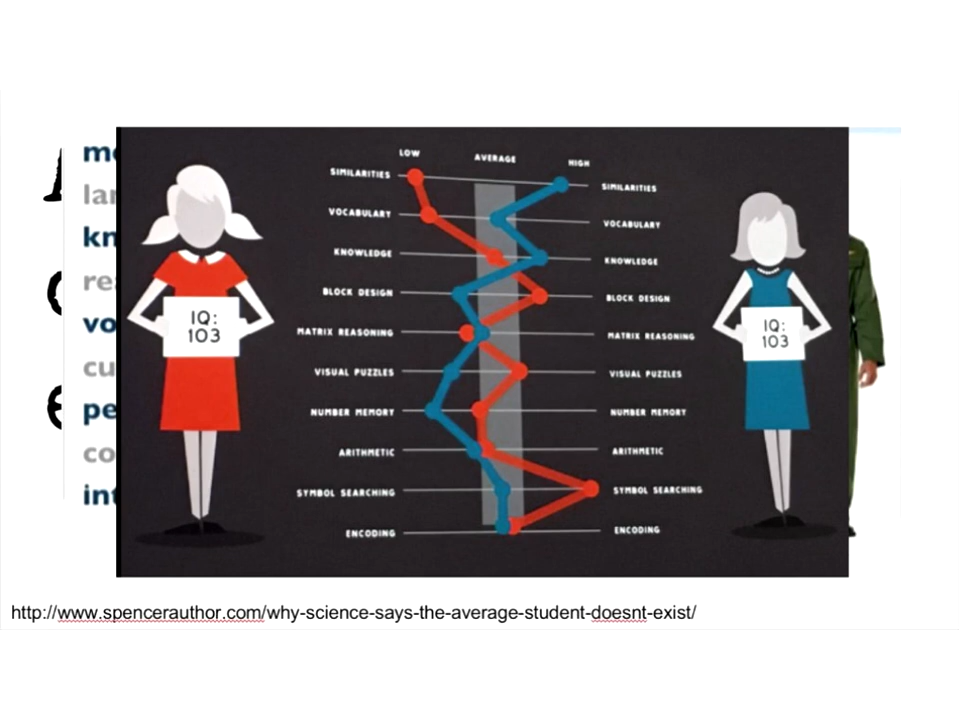 LOW AVERAGE HIGH
SIMILARITIES SIMILARITIES
VOCABULARY VOCABULARY
KNOWLEDGE KNOWLEDGE
BLOCK DESIGN BLOCK DESIGN
MATRIX REASONING MATRIX REASONING
VISUAL PUZZLES VISUAL PUZZLES
NUMBER MEMORY NUMBER MEMORY
ARITHMETIC ARITHMETIC
SYMBOL SEARCHING SYMBOL SEARCHING
ENCODING ENCODING
IQ:
103
IQ:
103
http://www.spencerauthor.com/why-science-says-the-average-student-doesnt-exist/